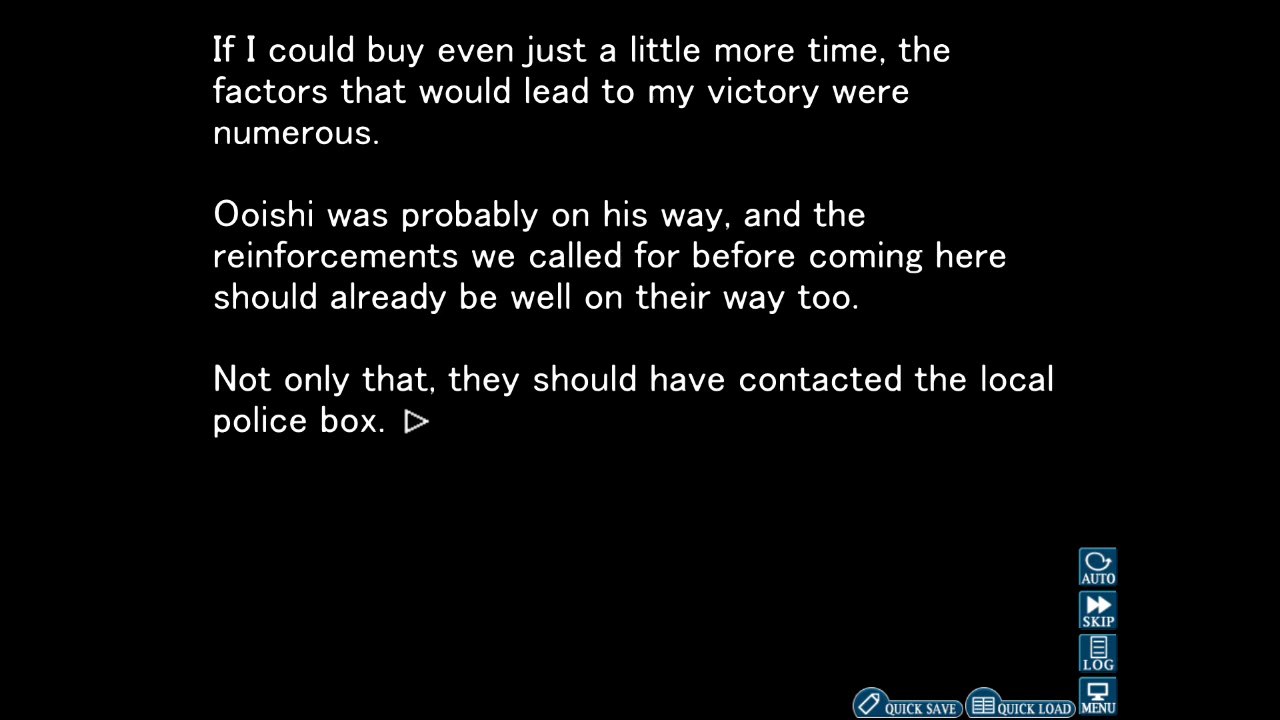 If I could buy even just a little more time, the
factors that would lead to my victory were
numerous.
Ooishi was probably on his way, and the
reinforcements we called for before coming here
should already be well on their way too.
Not only that, they should have contacted the local
police box.
AUTO
SKIP
LOG
MENU
QUICK SAVE
QUICK LOAD